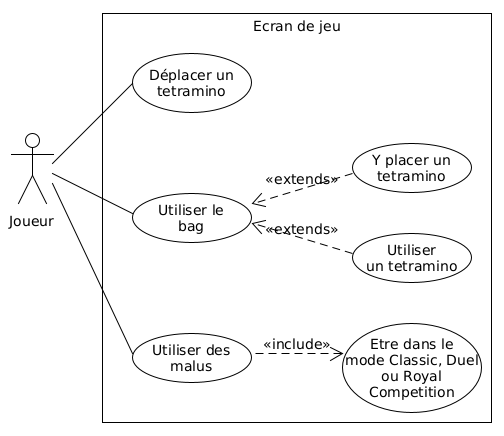 Ecran de jeu
Déplacer un
tetramino
Joueur
Utiliser le
bag
«extends»
Y placer un
tetramino
«extends»
Utiliser
un tetramino
Utiliser des
malus
«include»
Etre dans le
mode Classic, Duel
ou Royal
Competition